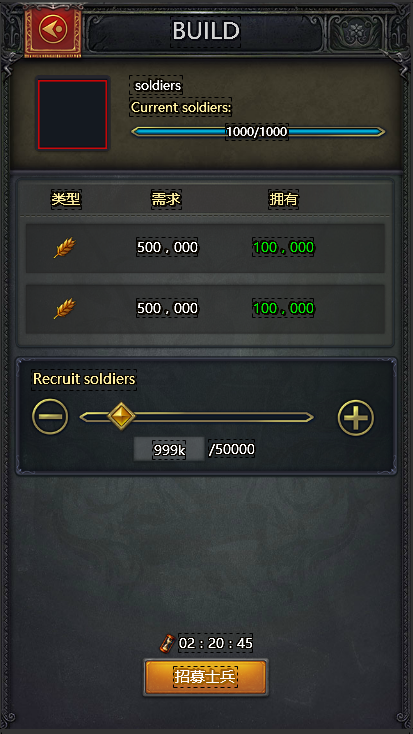 BUILD
soldiers
Current soldiers:
1000/1000
类型 需求 拥有
500,000 100,000
500,000 100,000
Recruit soldiers
999k /50000
02:20:45
招募士兵